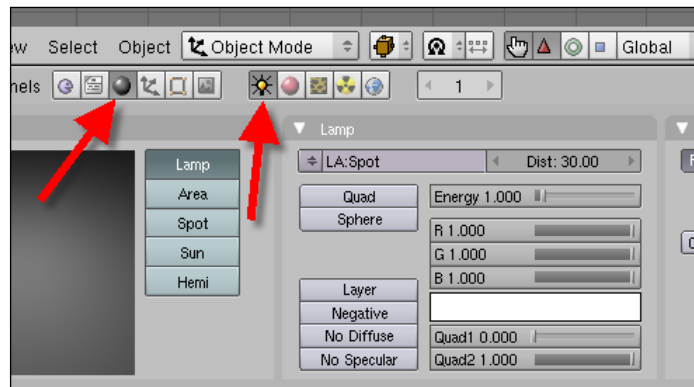 ew Select Object Object Mode Global
nels 1
Lamp
LA:Spot Dist: 30.00
Lamp
Area
Spot
Sun
Hemi
Quad
Sphere
Energy 1.000
R 1.000
G 1.000
B 1.000
Layer
Negative
No Diffuse
No Specular
Quad1 0.000
Quad2 1.000